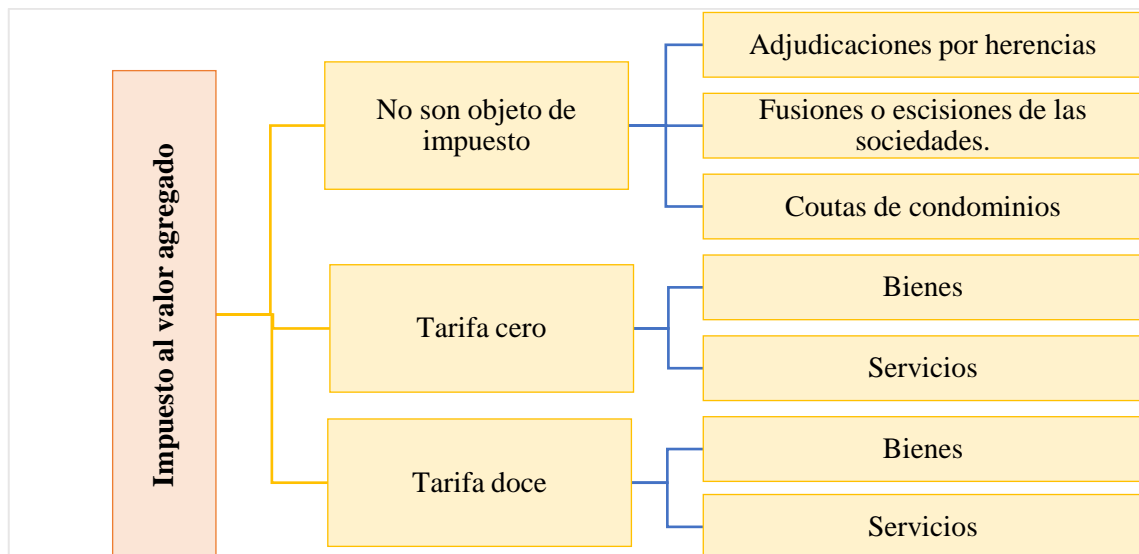 Impuesto al valor agregado
No son objeto de
impuesto
Adjudicaciones por herencias
Fusiones o escisiones de las
sociedades.
Coutas de condominios
Tarifa cero
Bienes
Servicios
Tarifa doce
Bienes
Servicios